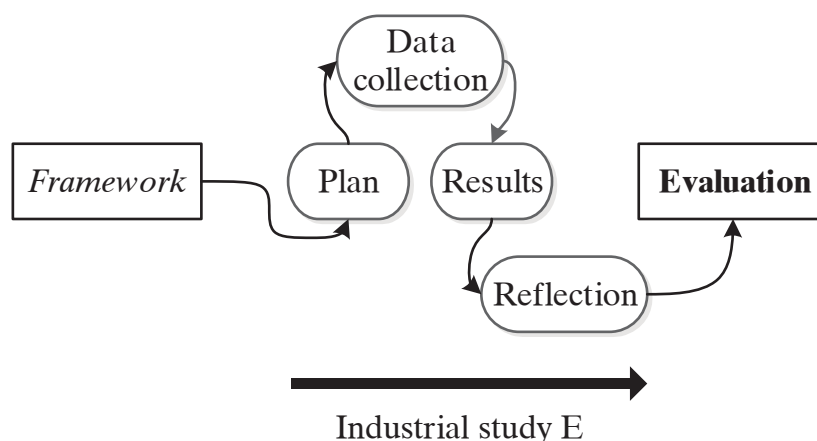 Data
collection
Framework
Plan
Results
Evaluation
Reflection
Industrial study E